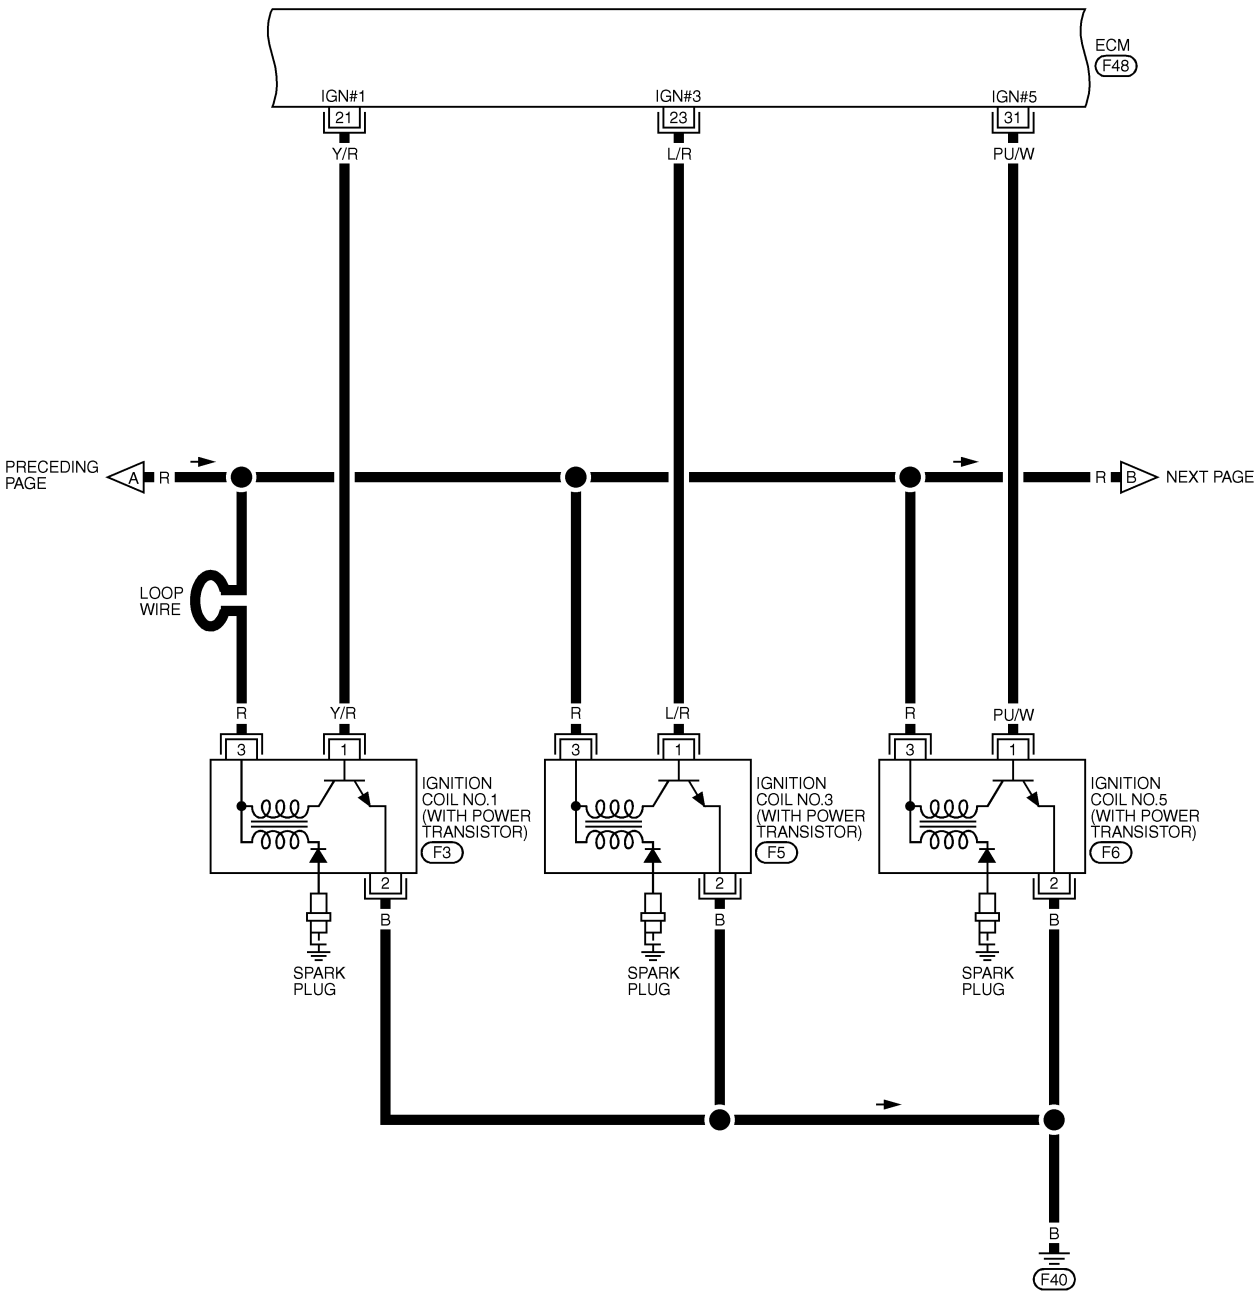 ECM
F48
IGN#1
IGN#3
IGN#5
21
23
31
Y/R
L/R
PU/W
PRECEDING
PAGE
A
R
R
B
NEXT PAGE
LOOP
WIRE
R
Y/R
R
L/R
R
PU/W
3
1
3
1
3
1
IGNITION
COIL NO.1
(WITH POWER
TRANSISTOR)
F3
IGNITION
COIL NO.3
(WITH POWER
TRANSISTOR)
F5
IGNITION
COIL NO.5
(WITH POWER
TRANSISTOR)
F6
2
2
2
B
B
B
SPARK
PLUG
SPARK
PLUG
SPARK
PLUG
B
F40